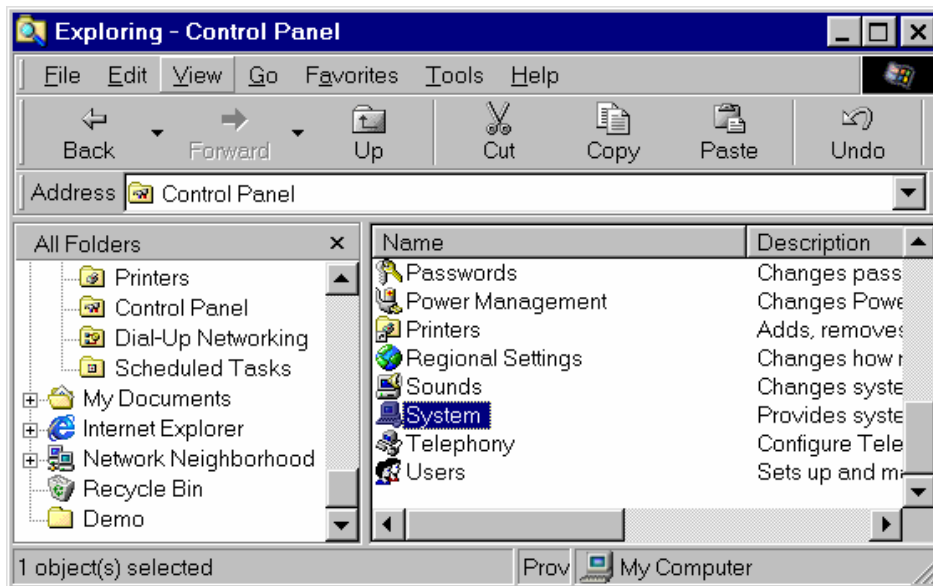 Exploring - Control Panel
File Edit View Go Favorites Tools Help
Back Forward Up Cut Copy Paste Undo
Address Control Panel
All Folders
Printers
Control Panel
Dial-Up Networking
Scheduled Tasks
My Documents
Internet Explorer
Network Neighborhood
Recycle Bin
Demo
Name Description
Passwords Changes pass
Power Management Changes Powe
Printers Adds, removes
Regional Settings Changes how
Sounds Changes syste
System Provides syste
Telephony Configure Tele
Users Sets up and m
1 object(s) selected Prov My Computer